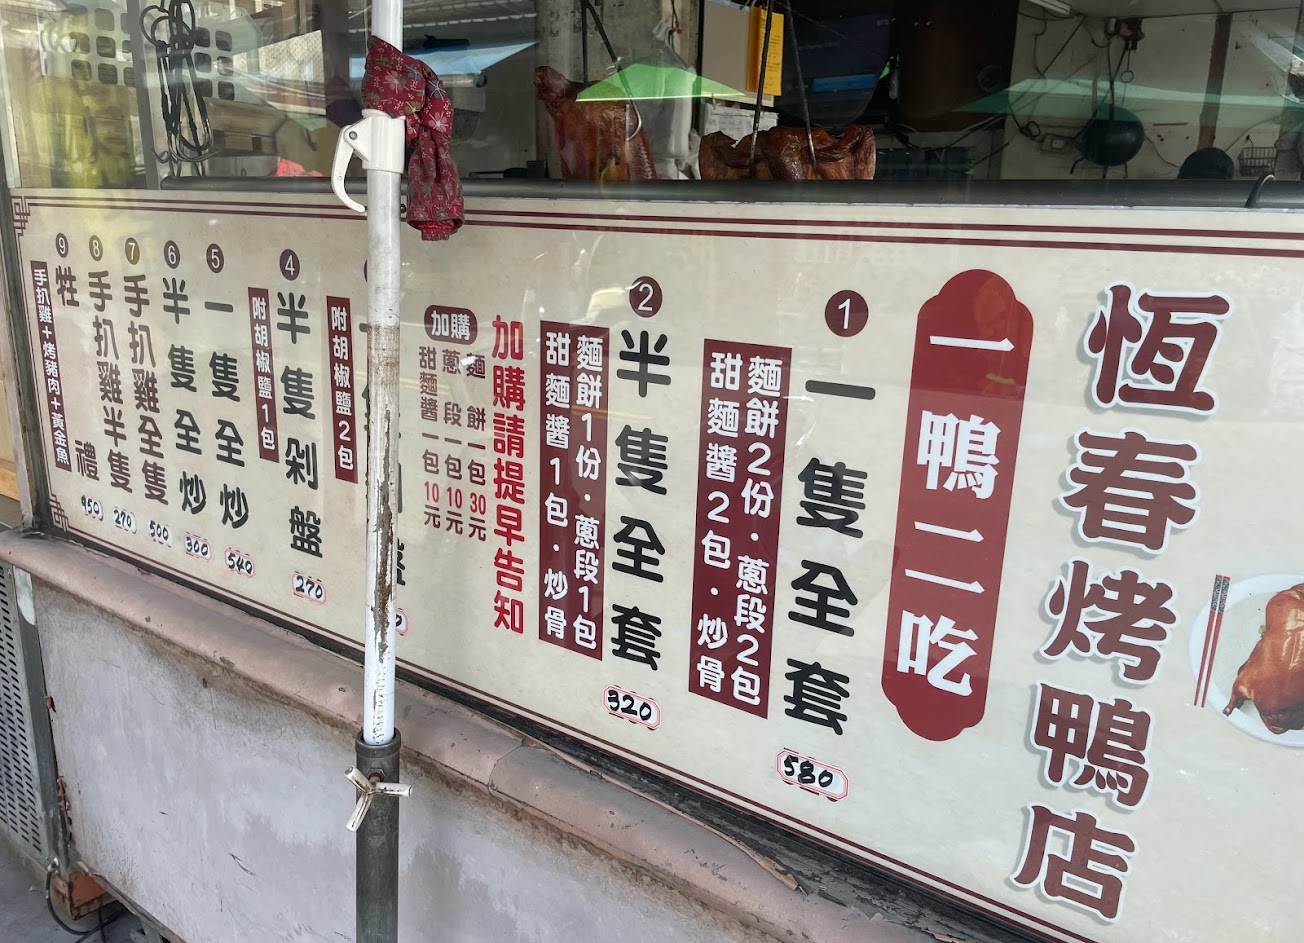 恆春烤鴨店
一鴨二吃
1
一隻全套
麵餅2份．蔥段2包
甜麵醬2包．炒骨
580
2
半隻全套
麵餅1份．蔥段1包
甜麵醬1包．炒骨
320
加購請提早告知
加購
麵餅一包30元
蔥段一包10元
甜麵醬一包10元
附胡椒鹽2包
4
半隻剁盤
附胡椒鹽1包
270
5
一隻全炒
540
6
半隻全炒
300
7
手扒雞全隻
500
8
手扒雞半隻
270
9
牲禮
手扒雞+烤豬肉+黃金魚
950